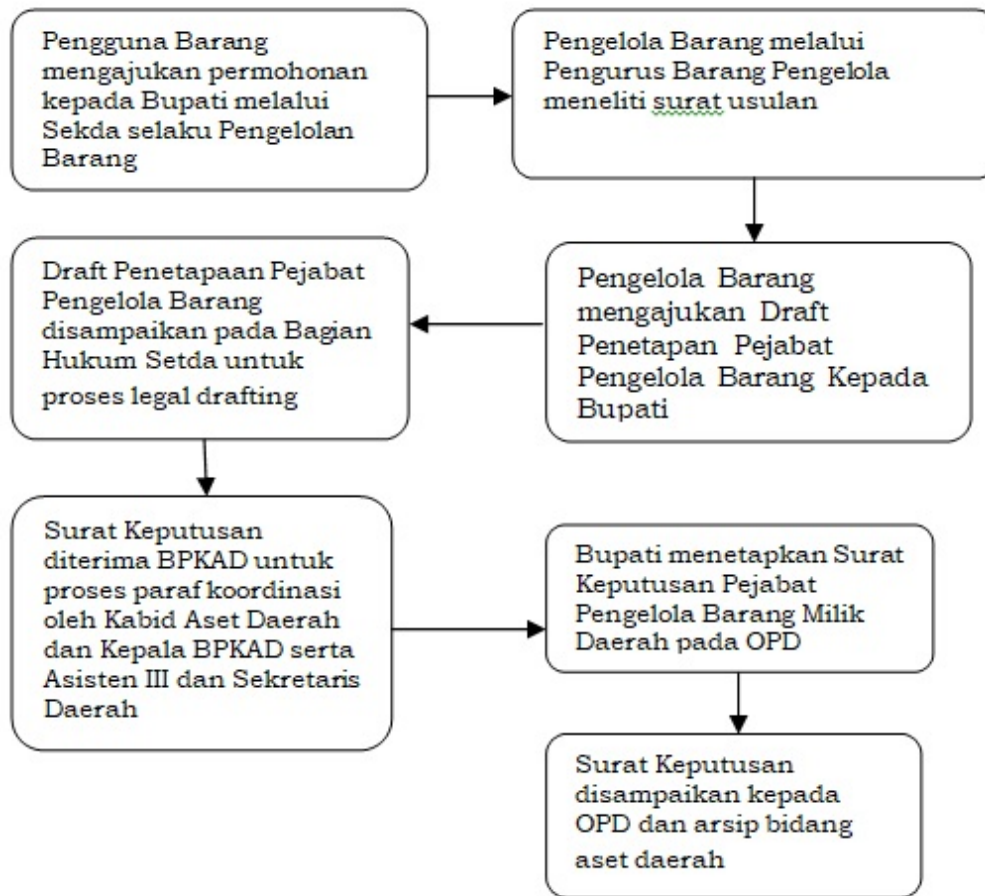 Pengguna Barang
mengajukan permohonan
kepada Bupati melalui
Sekda selaku Pengelolan
Barang
Pengelola Barang melalui
Pengurus Barang Pengelola
meneliti surat usulan
Pengelola Barang
mengajukan Draft
Penetapan Pejabat
Pengelola Barang Kepada
Bupati
Draft Penetapaan Pejabat
Pengelola Barang
disampaikan pada Bagian
Hukum Setda untuk
proses legal drafting
Surat Keputusan
diterima BPKAD untuk
proses paraf koordinasi
oleh Kabid Aset Daerah
dan Kepala BPKAD serta
Asisten III dan Sekretaris
Daerah
Bupati menetapkan Surat
Keputusan Pejabat
Pengelola Barang Milik
Daerah pada OPD
Surat Keputusan
disampaikan kepada
OPD dan arsip bidang
aset daerah